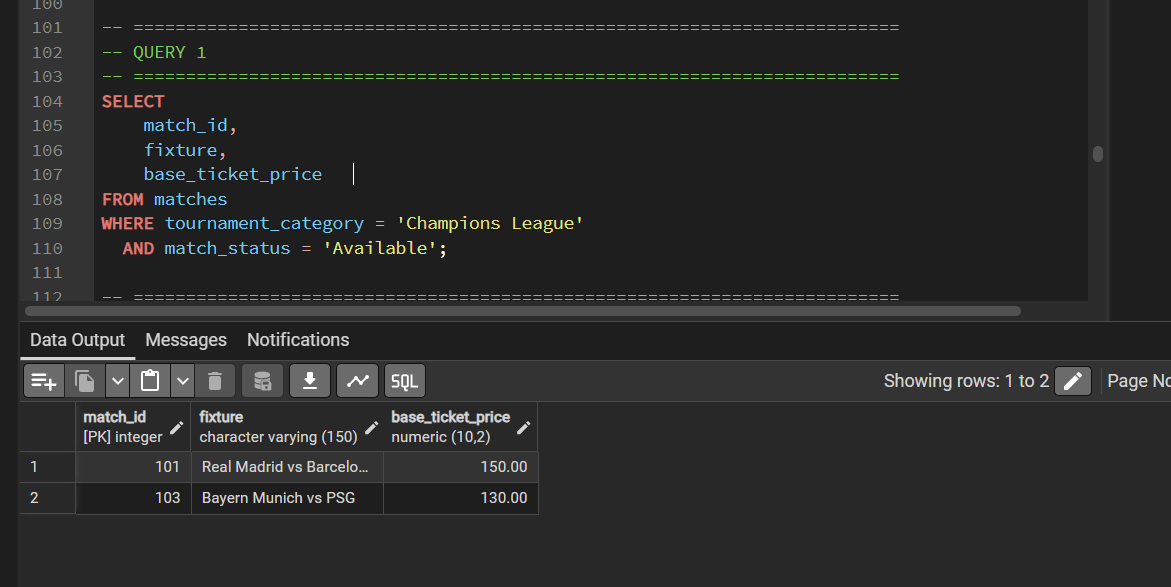 100
101 -- =========================================================================
102 -- QUERY 1
103 -- =========================================================================
104 SELECT
105 match_id,
106 fixture,
107 base_ticket_price
108 FROM matches
109 WHERE tournament_category = 'Champions League'
110 AND match_status = 'Available';
111
112 -- =========================================================================
Data Output Messages Notifications
SQL Showing rows: 1 to 2 Page No
match_id fixture base_ticket_price
[PK] integer character varying (150) numeric (10,2)
1 101 Real Madrid vs Barcelo... 150.00
2 103 Bayern Munich vs PSG 130.00